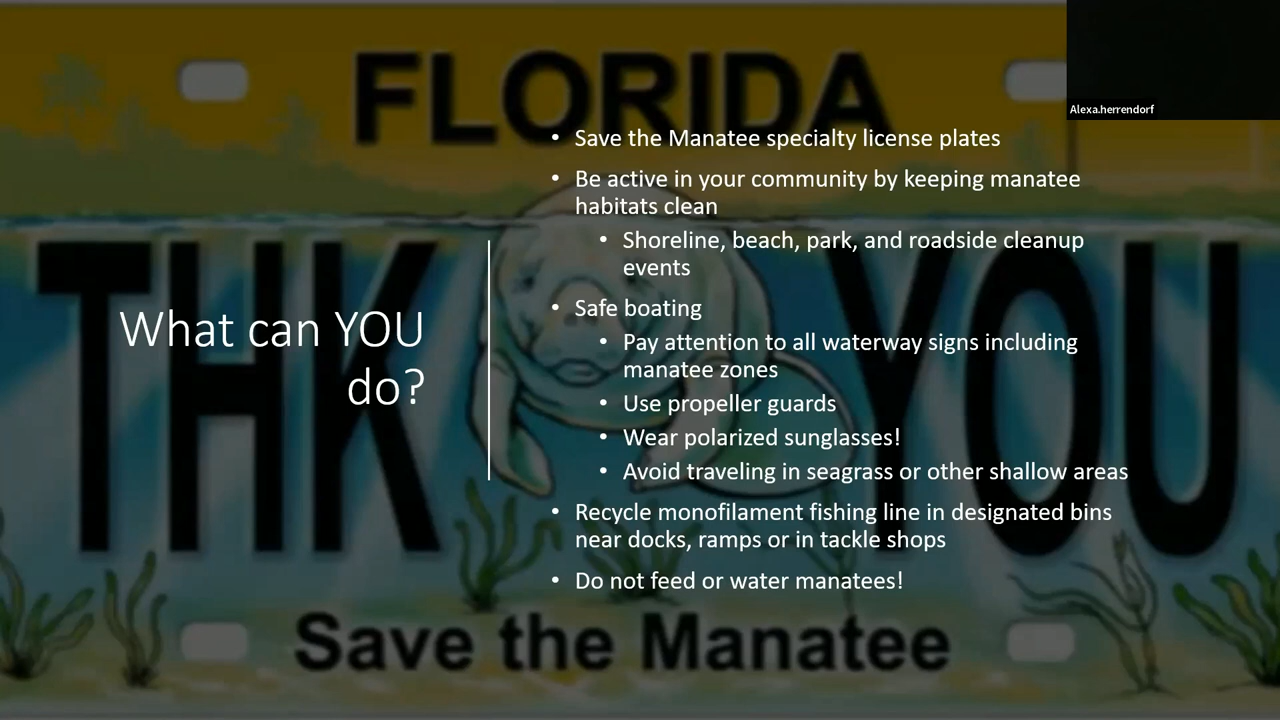 FLORIDA
Alexa.herrendorf
THK YOU
Save the Manatee
What can YOU
do?
• Save the Manatee specialty license plates
• Be active in your community by keeping manatee
habitats clean
• Shoreline, beach, park, and roadside cleanup
events
• Safe boating
• Pay attention to all waterway signs including
manatee zones
• Use propeller guards
• Wear polarized sunglasses!
• Avoid traveling in seagrass or other shallow areas
• Recycle monofilament fishing line in designated bins
near docks, ramps or in tackle shops
• Do not feed or water manatees!